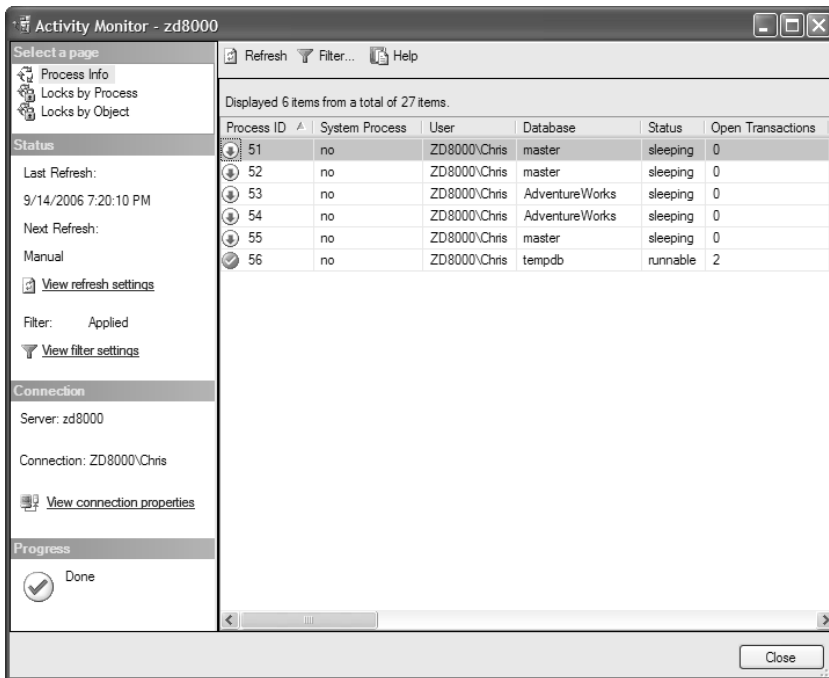 Activity Monitor - zd8000
Select a page
Process Info
Locks by Process
Locks by Object
Status
Last Refresh:
9/14/2006 7:20:10 PM
Next Refresh:
Manual
View refresh settings
Filter: Applied
View filter settings
Connection
Server: zd8000
Connection: ZD8000\Chris
View connection properties
Progress
Done
Refresh Filter... Help
Displayed 6 items from a total of 27 items.
Process ID System Process User Database Status Open Transactions
51 no ZD8000\Chris master sleeping 0
52 no ZD8000\Chris master sleeping 0
53 no ZD8000\Chris AdventureWorks sleeping 0
54 no ZD8000\Chris AdventureWorks sleeping 0
55 no ZD8000\Chris master sleeping 0
56 no ZD8000\Chris tempdb runnable 2
Close